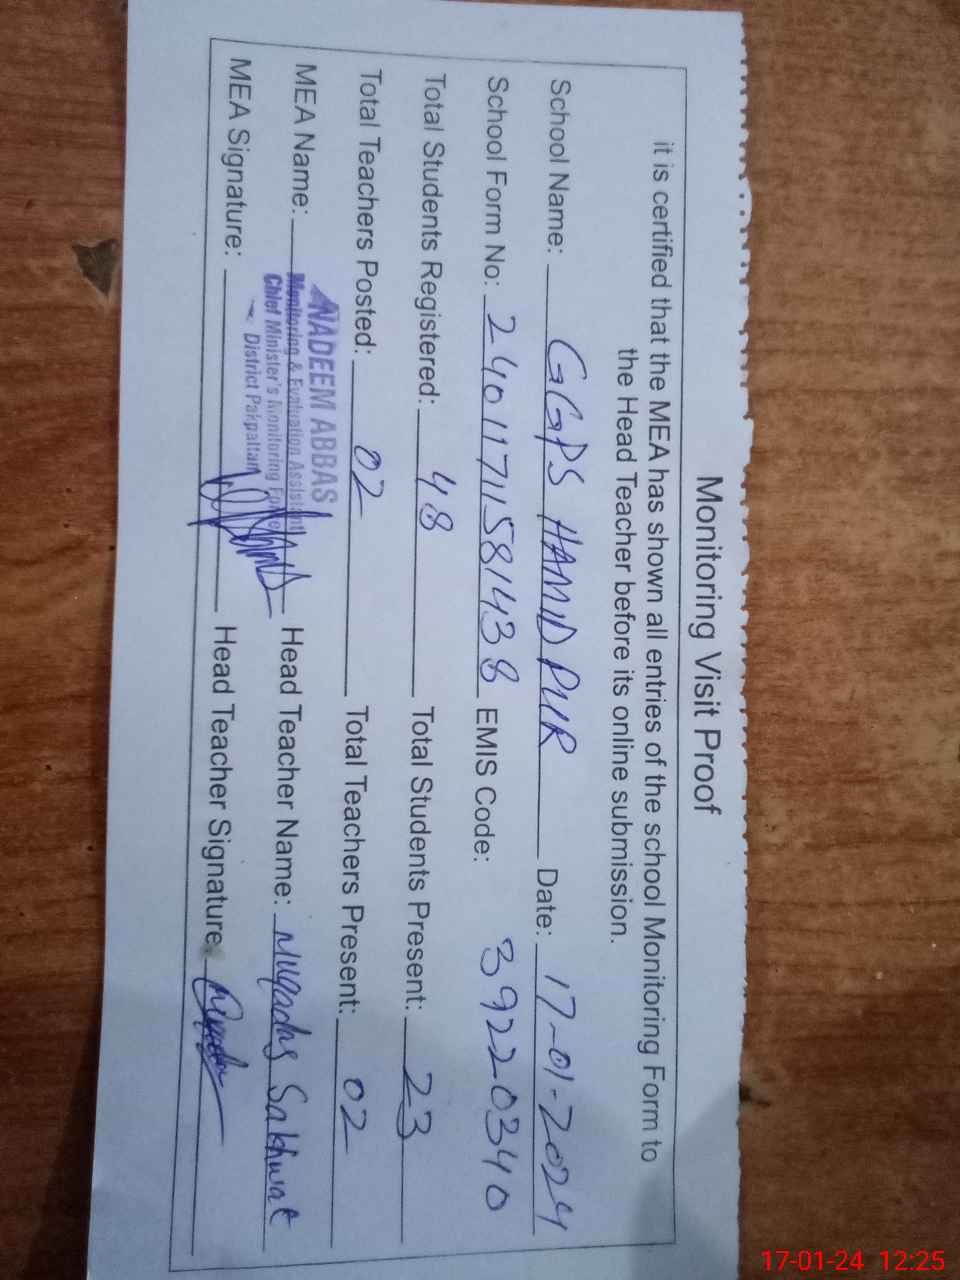 Monitoring Visit Proof
it is certified that the MEA has shown all entries of the school Monitoring Form to
the Head Teacher before its online submission.
School Name: GGPS HAMID PUR Date: 17-01-2024
School Form No: 24011711581438 EMIS Code: 39220340
Total Students Registered: 48 Total Students Present: 23
Total Teachers Posted: 02 Total Teachers Present: 02
MEA Name: NADEEM ABBAS Head Teacher Name: Muqadas Sakhwat
Monitoring & Evaluation Assistant
Chief Minister's Monitoring Force
District Pakpattan
MEA Signature: Head Teacher Signature:
17-01-24 12:25